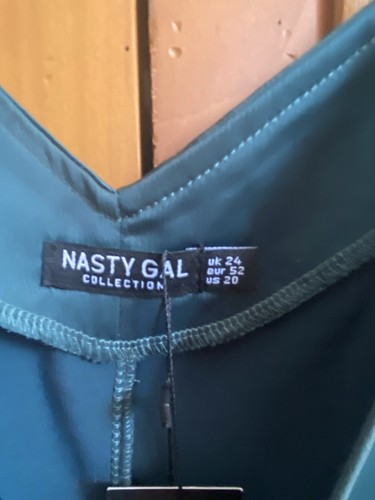 NASTY GAL
COLLECTION
uk 24
eur 52
us 20